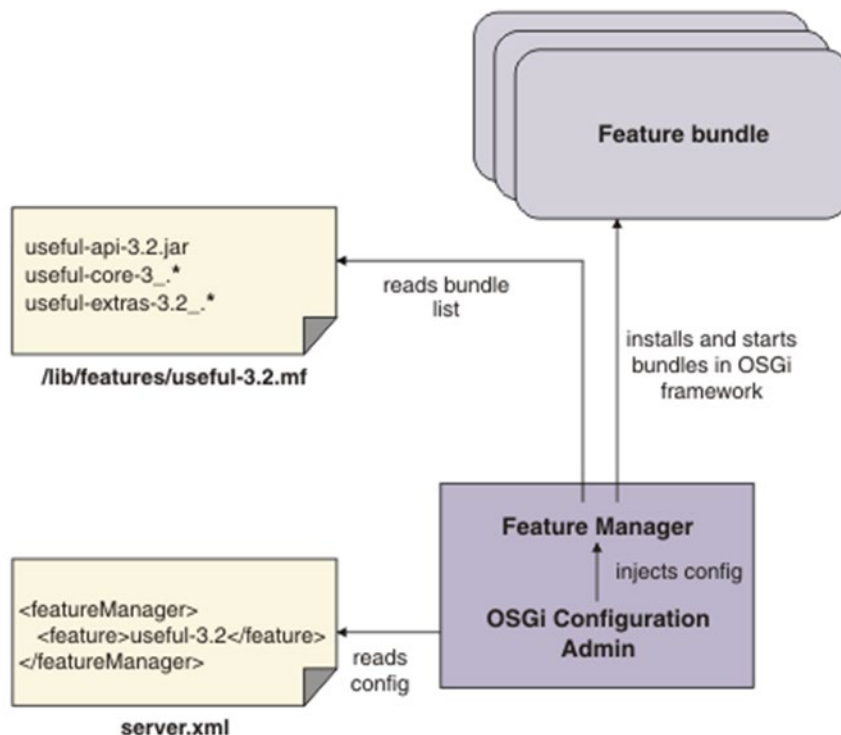 Feature bundle
useful-api-3.2.jar
useful-core-3_.*
useful-extras-3.2_.*
/lib/features/useful-3.2.mf
reads bundle
list
installs and starts
bundles in OSGi
framework
Feature Manager
injects config
OSGi Configuration
Admin
<featureManager>
<feature>useful-3.2</feature>
</featureManager>
server.xml
reads
config